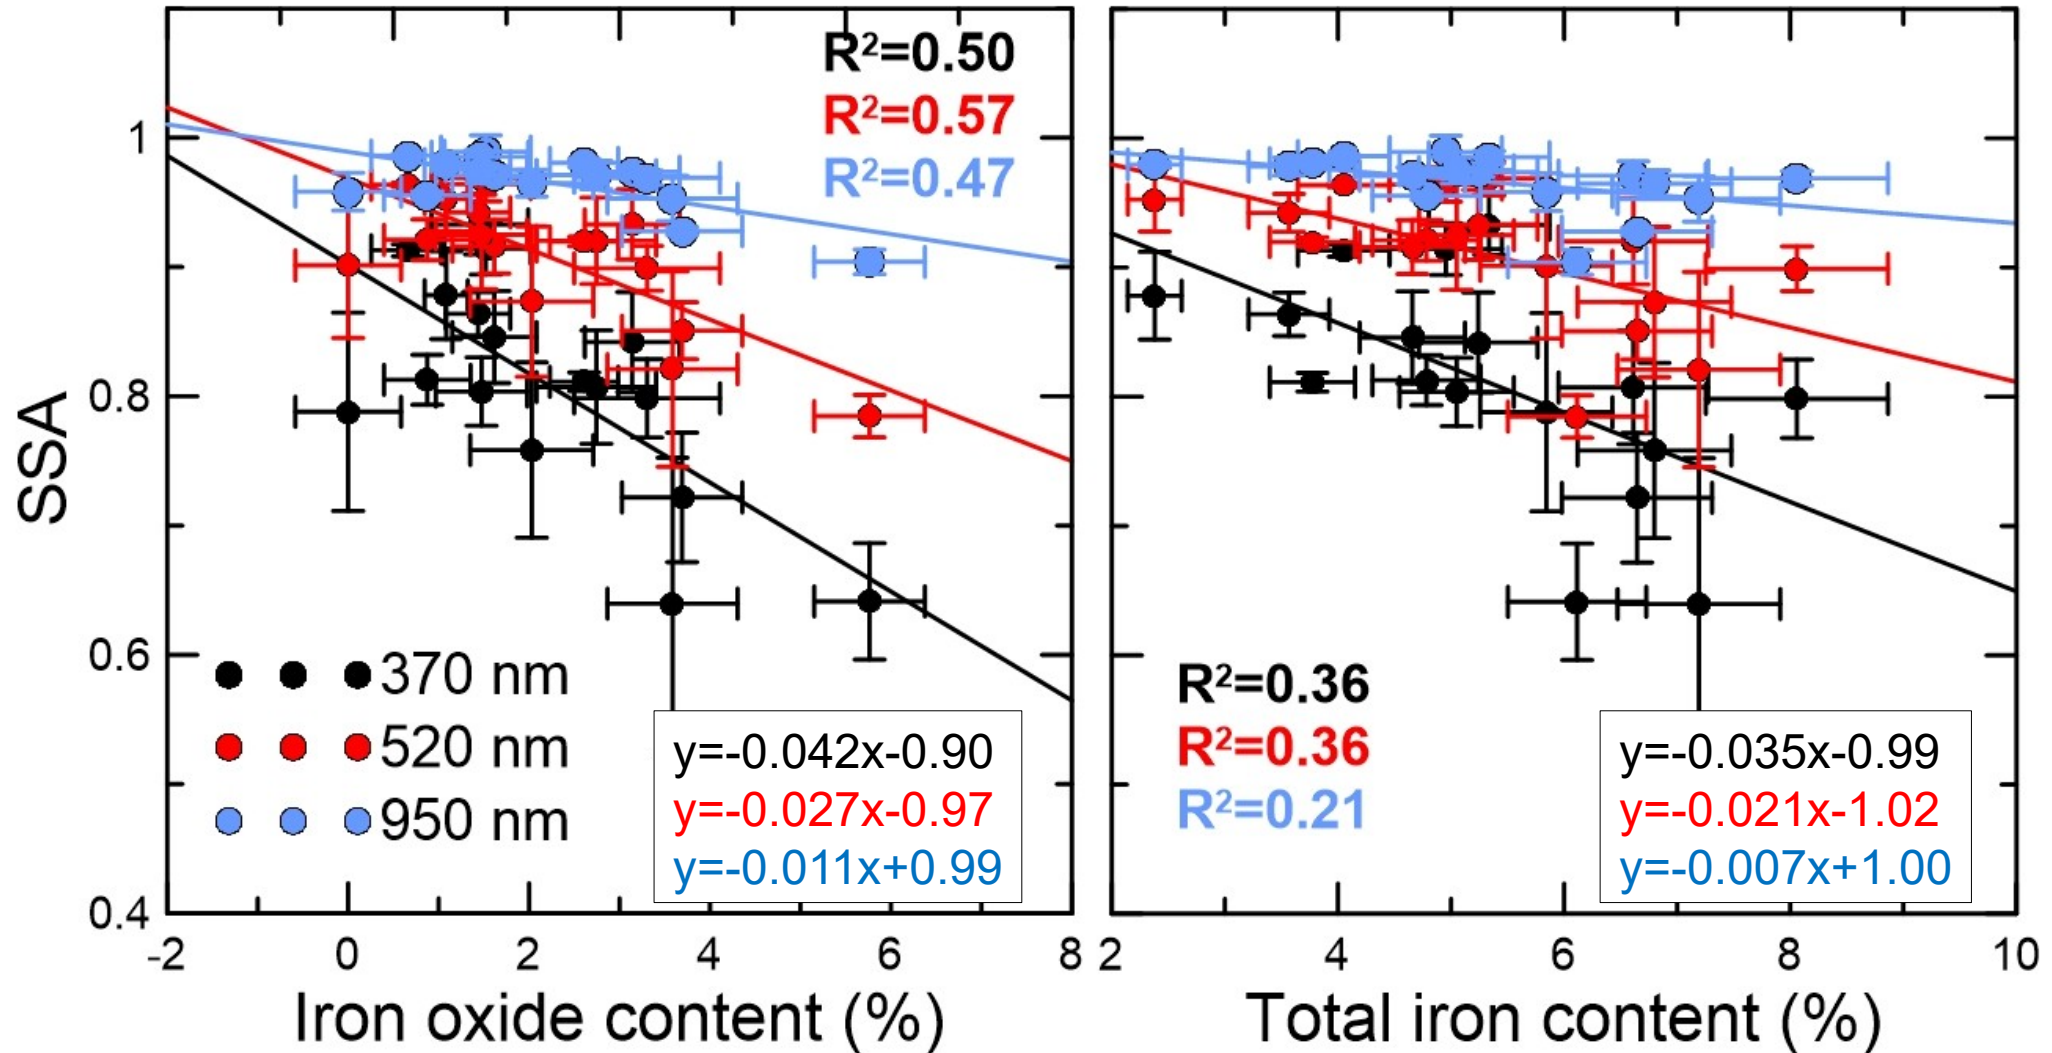 R²=0.50
R²=0.57
R²=0.47
SSA
1
0.8
0.6
0.4
370 nm
520 nm
950 nm
y=-0.042x-0.90
y=-0.027x-0.97
y=-0.011x+0.99
-2 0 2 4 6 8
Iron oxide content (%)
R²=0.36
R²=0.36
R²=0.21
y=-0.035x-0.99
y=-0.021x-1.02
y=-0.007x+1.00
2 4 6 8 10
Total iron content (%)